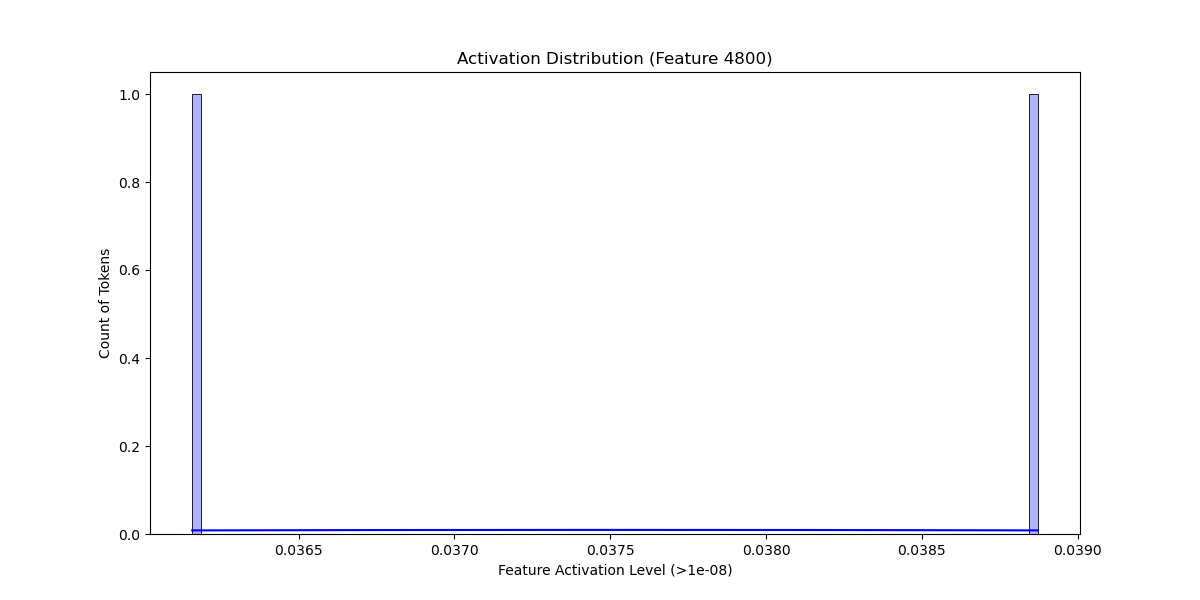 Activation Distribution (Feature 4800)
Count of Tokens
1.0
0.8
0.6
0.4
0.2
0.0
0.0365 0.0370 0.0375 0.0380 0.0385 0.0390
Feature Activation Level (>1e-08)